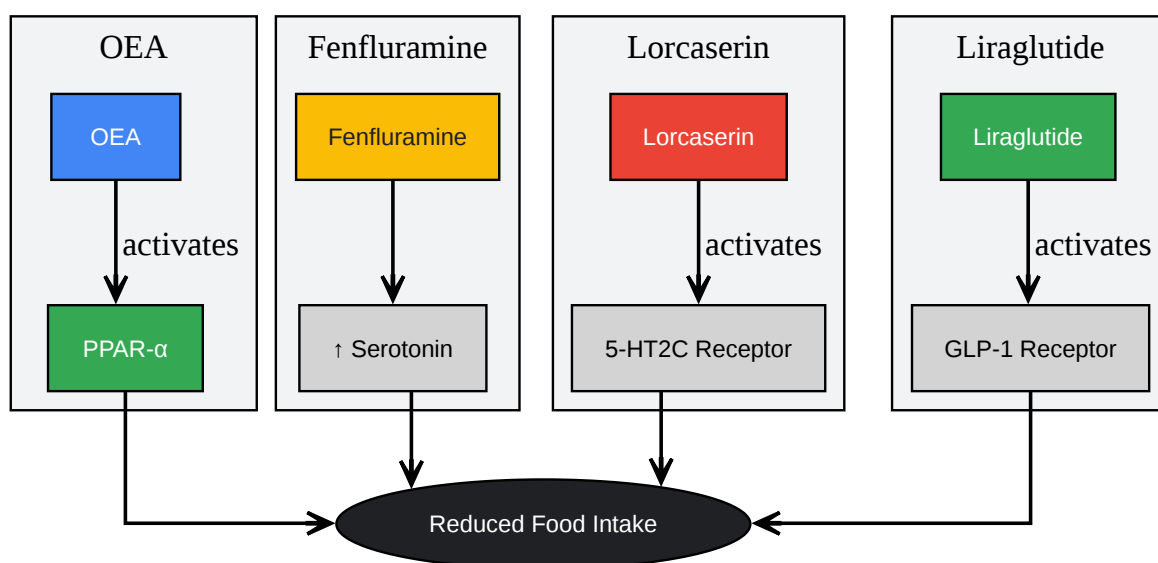 OEA
Fenfluramine
Lorcaserin
Liraglutide
OEA
Fenfluramine
Lorcaserin
Liraglutide
activates
activates
activates
PPAR-α
↑ Serotonin
5-HT2C Receptor
GLP-1 Receptor
Reduced Food Intake